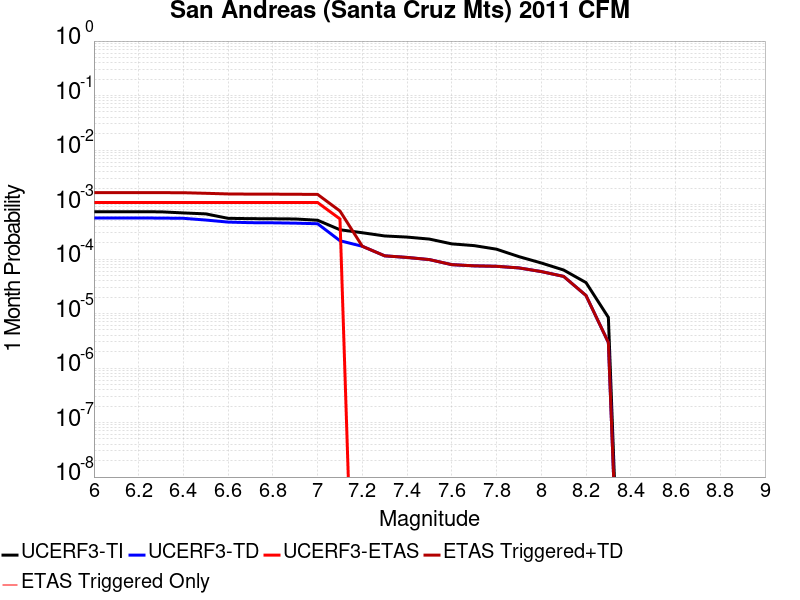 San Andreas (Santa Cruz Mts) 2011 CFM
10 0
10 -1
10 -2
10 -3
10 -4
10 -5
10 -6
10 -7
10 -8
1 Month Probability
6 6.2 6.4 6.6 6.8 7 7.2 7.4 7.6 7.8 8 8.2 8.4 8.6 8.8 9
Magnitude
UCERF3-TI UCERF3-TD UCERF3-ETAS ETAS Triggered+TD
ETAS Triggered Only